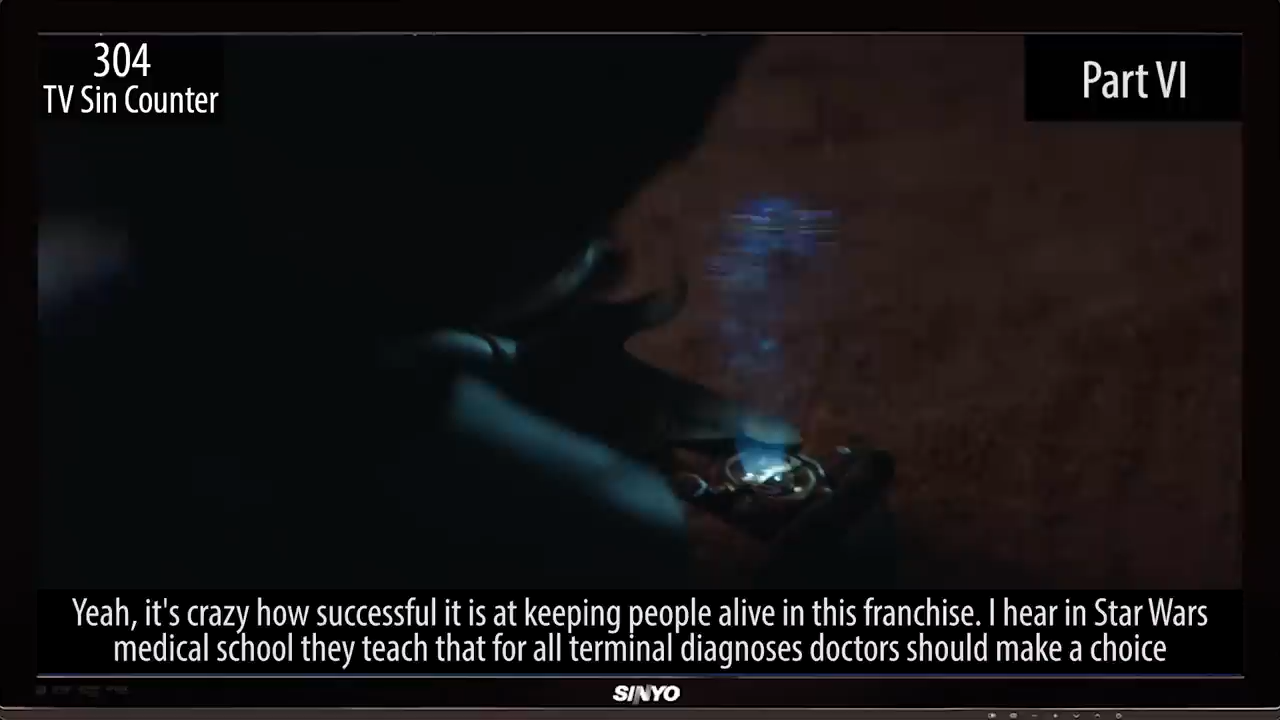 304
TV Sin Counter
Part VI
Yeah, it's crazy how successful it is at keeping people alive in this franchise. I hear in Star Wars
medical school they teach that for all terminal diagnoses doctors should make a choice
SINYO